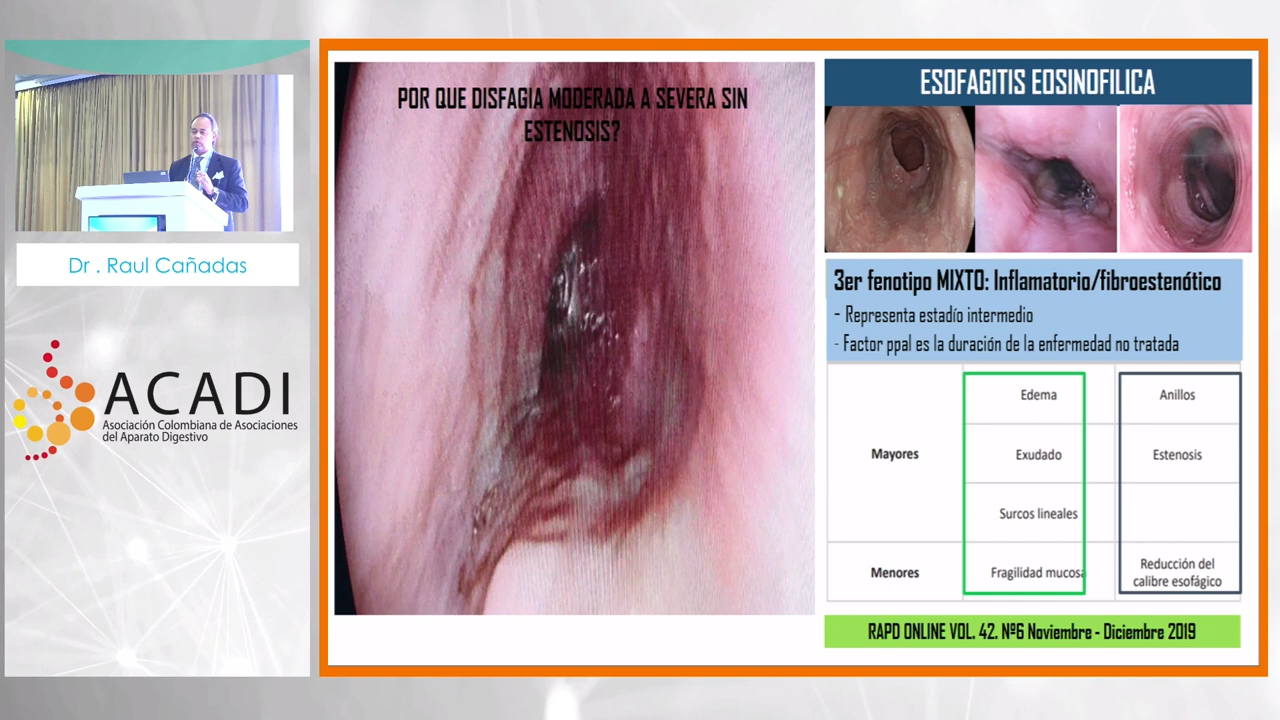 Dr . Raul Cañadas
ACADI
Asociación Colombiana de Asociaciones
del Aparato Digestivo
POR QUE DISFAGIA MODERADA A SEVERA SIN
ESTENOSIS?
ESOFAGITIS EOSINOFILICA
3er fenotipo MIXTO: Inflamatorio/fibroestenótico
- Representa estadío intermedio
- Factor ppal es la duración de la enfermedad no tratada
Mayores
Edema
Anillos
Exudado
Estenosis
Surcos lineales
Menores
Fragilidad mucosa
Reducción del
calibre esofágico
RAPD ONLINE VOL. 42. Nº6 Noviembre - Diciembre 2019